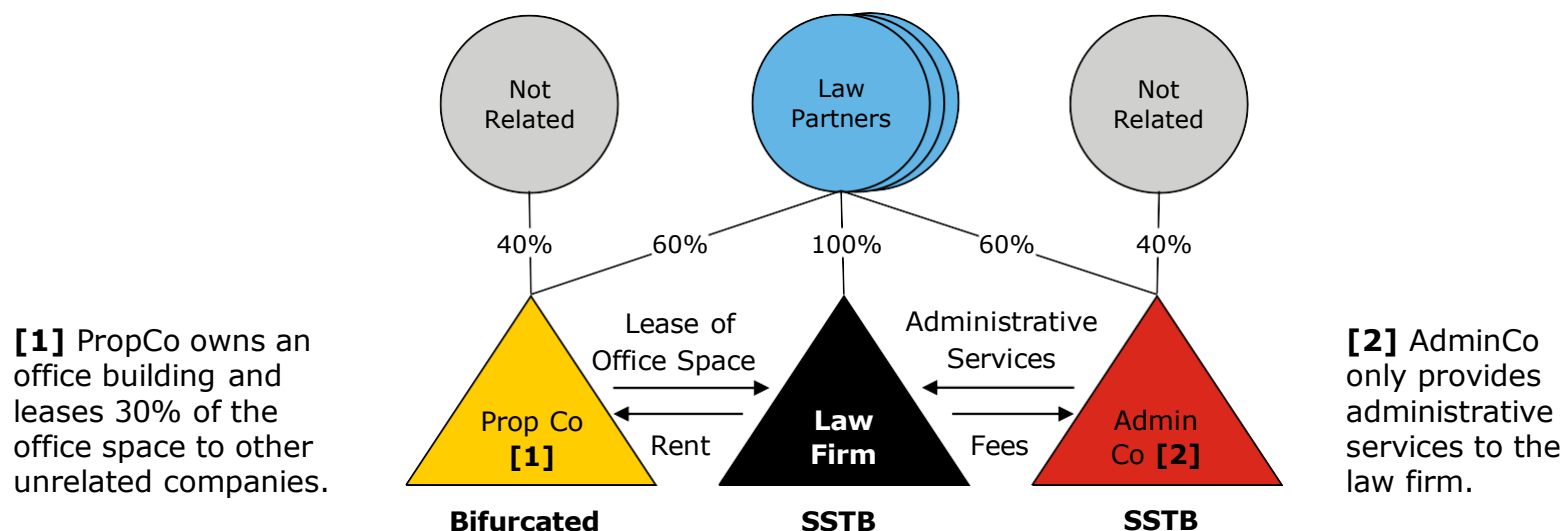 Not
Related
Law
Partners
Not
Related
40%
60%
100%
60%
40%
[1] PropCo owns an
office building and
leases 30% of the
office space to other
unrelated companies.
Lease of
Office Space
Administrative
Services
Prop Co
[1]
Rent
Law
Firm
Fees
Admin
Co [2]
[2] AdminCo
only provides
administrative
services to the
law firm.
Bifurcated
SSTB
SSTB